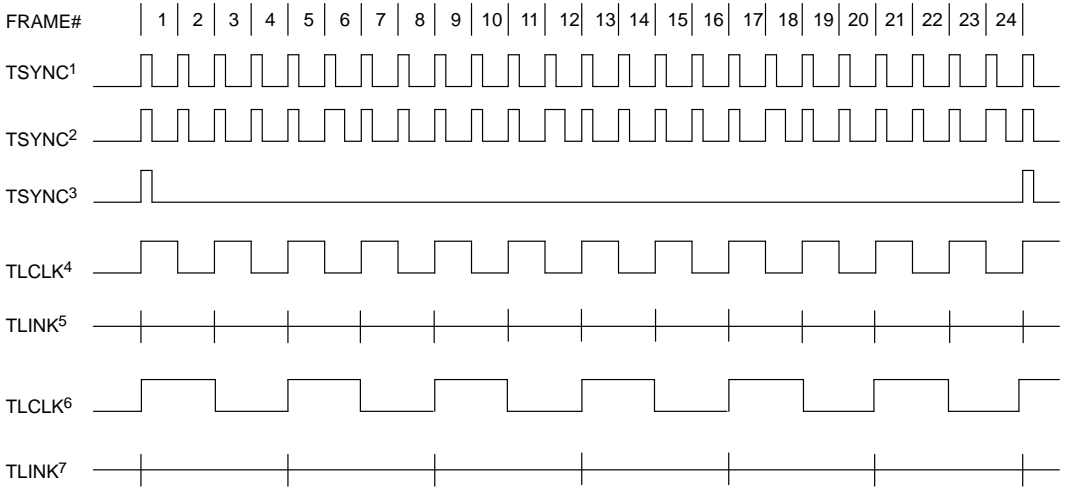 FRAME# 1 2 3 4 5 6 7 8 9 10 11 12 13 14 15 16 17 18 19 20 21 22 23 24
TSYNC1
TSYNC2
TSYNC3
TLCLK4
TLINK5
TLCLK6
TLINK7